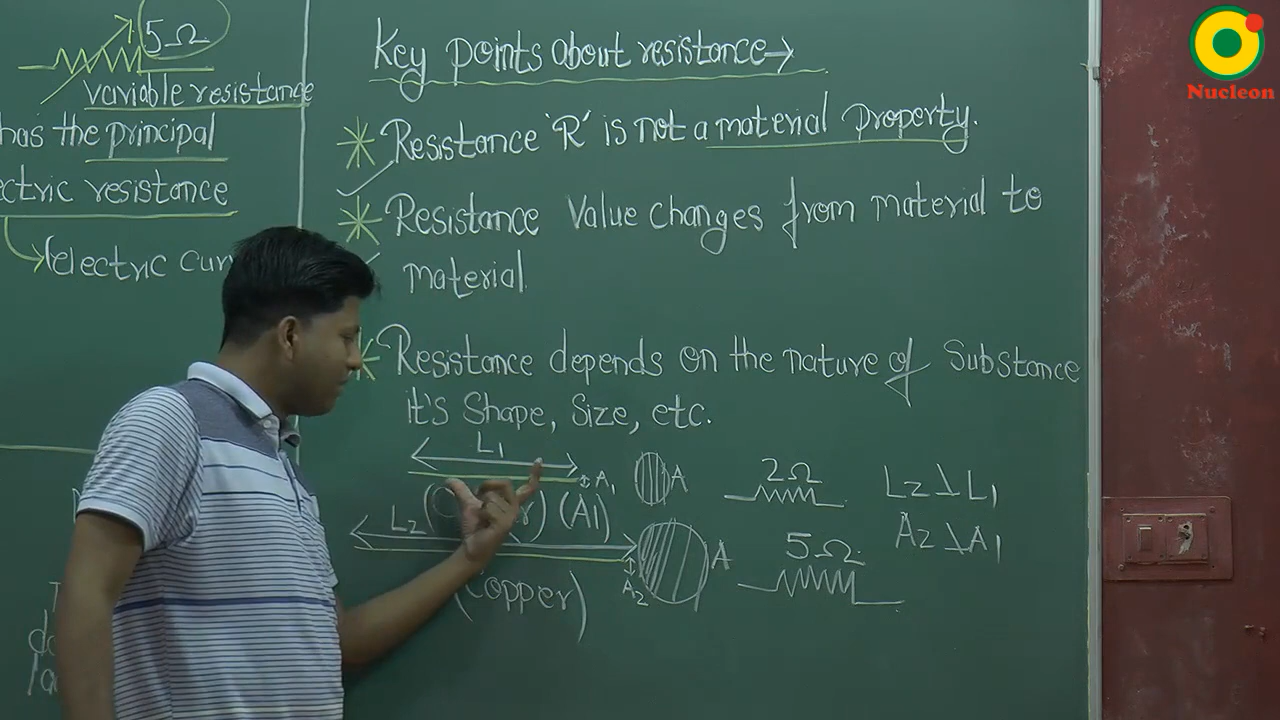 5Ω
variable resistance
has the principal
ectric resistance
(electric cur
Key points about resistance→
* Resistance 'R' is not a material property.
* Resistance Value changes from material to
material.
* Resistance depends on the nature of Substance
it's Shape, Size, etc.
L1
A1
A
2Ω
L2 > L1
(A1)
L2
A2 > A1
A
5Ω
A2
(copper)
Nucleon